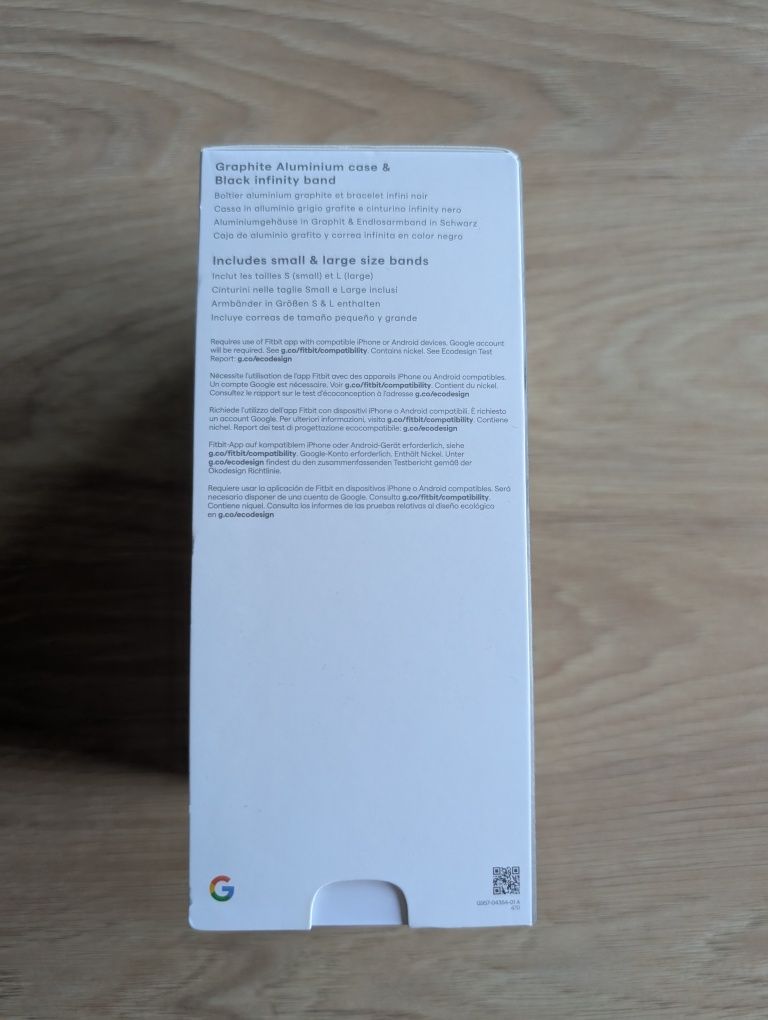 Graphite Aluminium case &
Black infinity band
Boîtier aluminium graphite et bracelet infini noir
Cassa in alluminio grigio grafite e cinturino infinity nero
Aluminiumgehäuse in Graphit & Endlosarmband in Schwarz
Caja de aluminio grafito y correa infinita en color negro
Includes small & large size bands
Inclut les tailles S (small) et L (large)
Cinturini nelle taglie Small e Large inclusi
Armbänder in Größen S & L enthalten
Incluye correas de tamaño pequeño y grande
Requires use of Fitbit app with compatible iPhone or Android devices. Google account
will be required. See g.co/fitbit/compatibility. Contains nickel. See Ecodesign Test
Report: g.co/ecodesign
Nécessite l'utilisation de l'app Fitbit avec des appareils iPhone ou Android compatibles.
Un compte Google est nécessaire. Voir g.co/fitbit/compatibility. Contient du nickel.
Consultez le rapport sur le test d'écoconception à l'adresse g.co/ecodesign
Richiede l'utilizzo dell'app Fitbit con dispositivi iPhone o Android compatibili. È richiesto
un account Google. Per ulteriori informazioni, visita g.co/fitbit/compatibility. Contiene
nichel. Report dei test di progettazione ecocompatibile: g.co/ecodesign
Fitbit-App auf kompatiblem iPhone oder Android-Gerät erforderlich, siehe
g.co/fitbit/compatibility. Google-Konto erforderlich. Enthält Nickel. Unter
g.co/ecodesign findest du den zusammenfassenden Testbericht gemäß der
Ökodesign Richtlinie.
Requiere usar la aplicación de Fitbit en dispositivos iPhone o Android compatibles. Será
necesario disponer de una cuenta de Google. Consulta g.co/fitbit/compatibility.
Contiene níquel. Consulta los informes de las pruebas relativas al diseño ecológico
en g.co/ecodesign
G
G957-04364-01 A